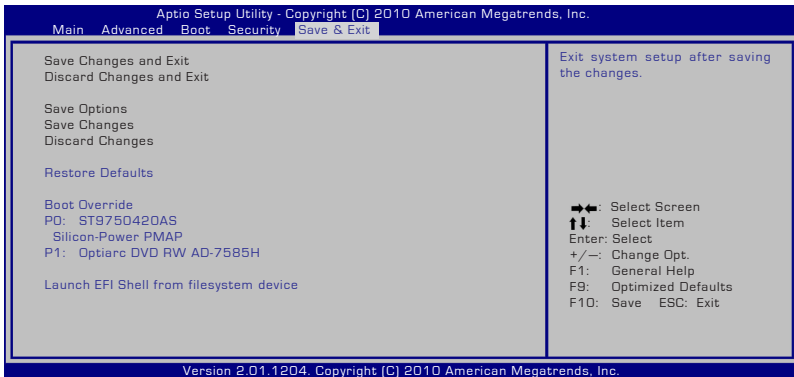 Aptio Setup Utility - Copyright (C) 2010 American Megatrends, Inc.
Main Advanced Boot Security Save & Exit
Save Changes and Exit
Discard Changes and Exit
Save Options
Save Changes
Discard Changes
Restore Defaults
Boot Override
P0: ST9750420AS
Silicon-Power PMAP
P1: Optiarc DVD RW AD-7585H
Launch EFI Shell from filesystem device
Exit system setup after saving
the changes.
➡⬅: Select Screen
⬆⬇: Select Item
Enter: Select
+/—: Change Opt.
F1: General Help
F9: Optimized Defaults
F10: Save ESC: Exit
Version 2.01.1204. Copyright (C) 2010 American Megatrends, Inc.